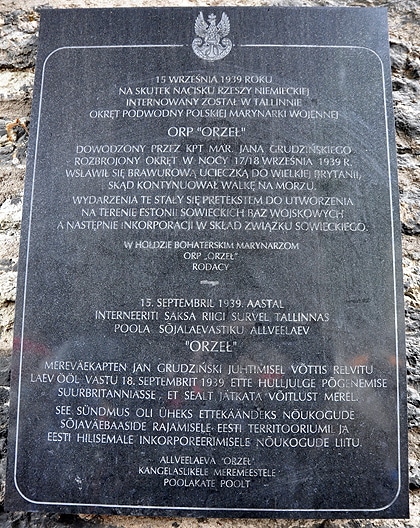 15 WRZEŚNIA 1939 ROKU
NA SKUTEK NACISKU RZESZY NIEMIECKIEJ
INTERNOWANY ZOSTAŁ W TALLINNIE
OKRĘT PODWODNY POLSKIEJ MARYNARKI WOJENNEJ
ORP "ORZEŁ"
DOWODZONY PRZEZ KPT MAR. JANA GRUDZIŃSKIEGO
ROZBROJONY OKRĘT W NOCY 17/18 WRZEŚNIA 1939 R.
WSŁAWIŁ SIĘ BRAWUROWĄ UCIECZKĄ DO WIELKIEJ BRYTANII,
SKĄD KONTYNUOWAŁ WALKĘ NA MORZU.
WYDARZENIA TE STAŁY SIĘ PRETEKSTEM DO UTWORZENIA
NA TERENIE ESTONII SOWIECKICH BAZ WOJSKOWYCH
A NASTĘPNIE INKORPORACJI W SKŁAD ZWIĄZKU SOWIECKIEGO.
W HOŁDZIE BOHATERSKIM MARYNARZOM
ORP „ORZEŁ"
RODACY
15. SEPTEMBRIL 1939. AASTAL
INTERNEERITI SAKSA RIIGI SURVEL TALLINNAS
POOLA SÕJALAEVASTIKU ALLVEELAEV
"ORZEŁ"
MEREVÄEKAPTEN JAN GRUDZIŃSKI JUHTIMISEL VÕTTIS RELVITU
LAEV ÖÖL VASTU 18. SEPTEMBRIT 1939 ETTE HULLJULGE PÕGENEMISE
SUURBRITANNIASSE, ET SEALT JÄTKATA VÕITLUST MEREL.
SEE SÜNDMUS OLI ÜHEKS ETTEKÄÄNDEKS NÕUKOGUDE
SÕJAVÄEBAASIDE RAJAMISELE EESTI TERRITOORIUMIL JA
EESTI HILISEMALE INKORPOREERIMISELE NÕUKOGUDE LIITU.
ALLVEELAEVA "ORZEŁ"
KANGELASLIKELE MEREMEESTELE
POOLAKATE POOLT